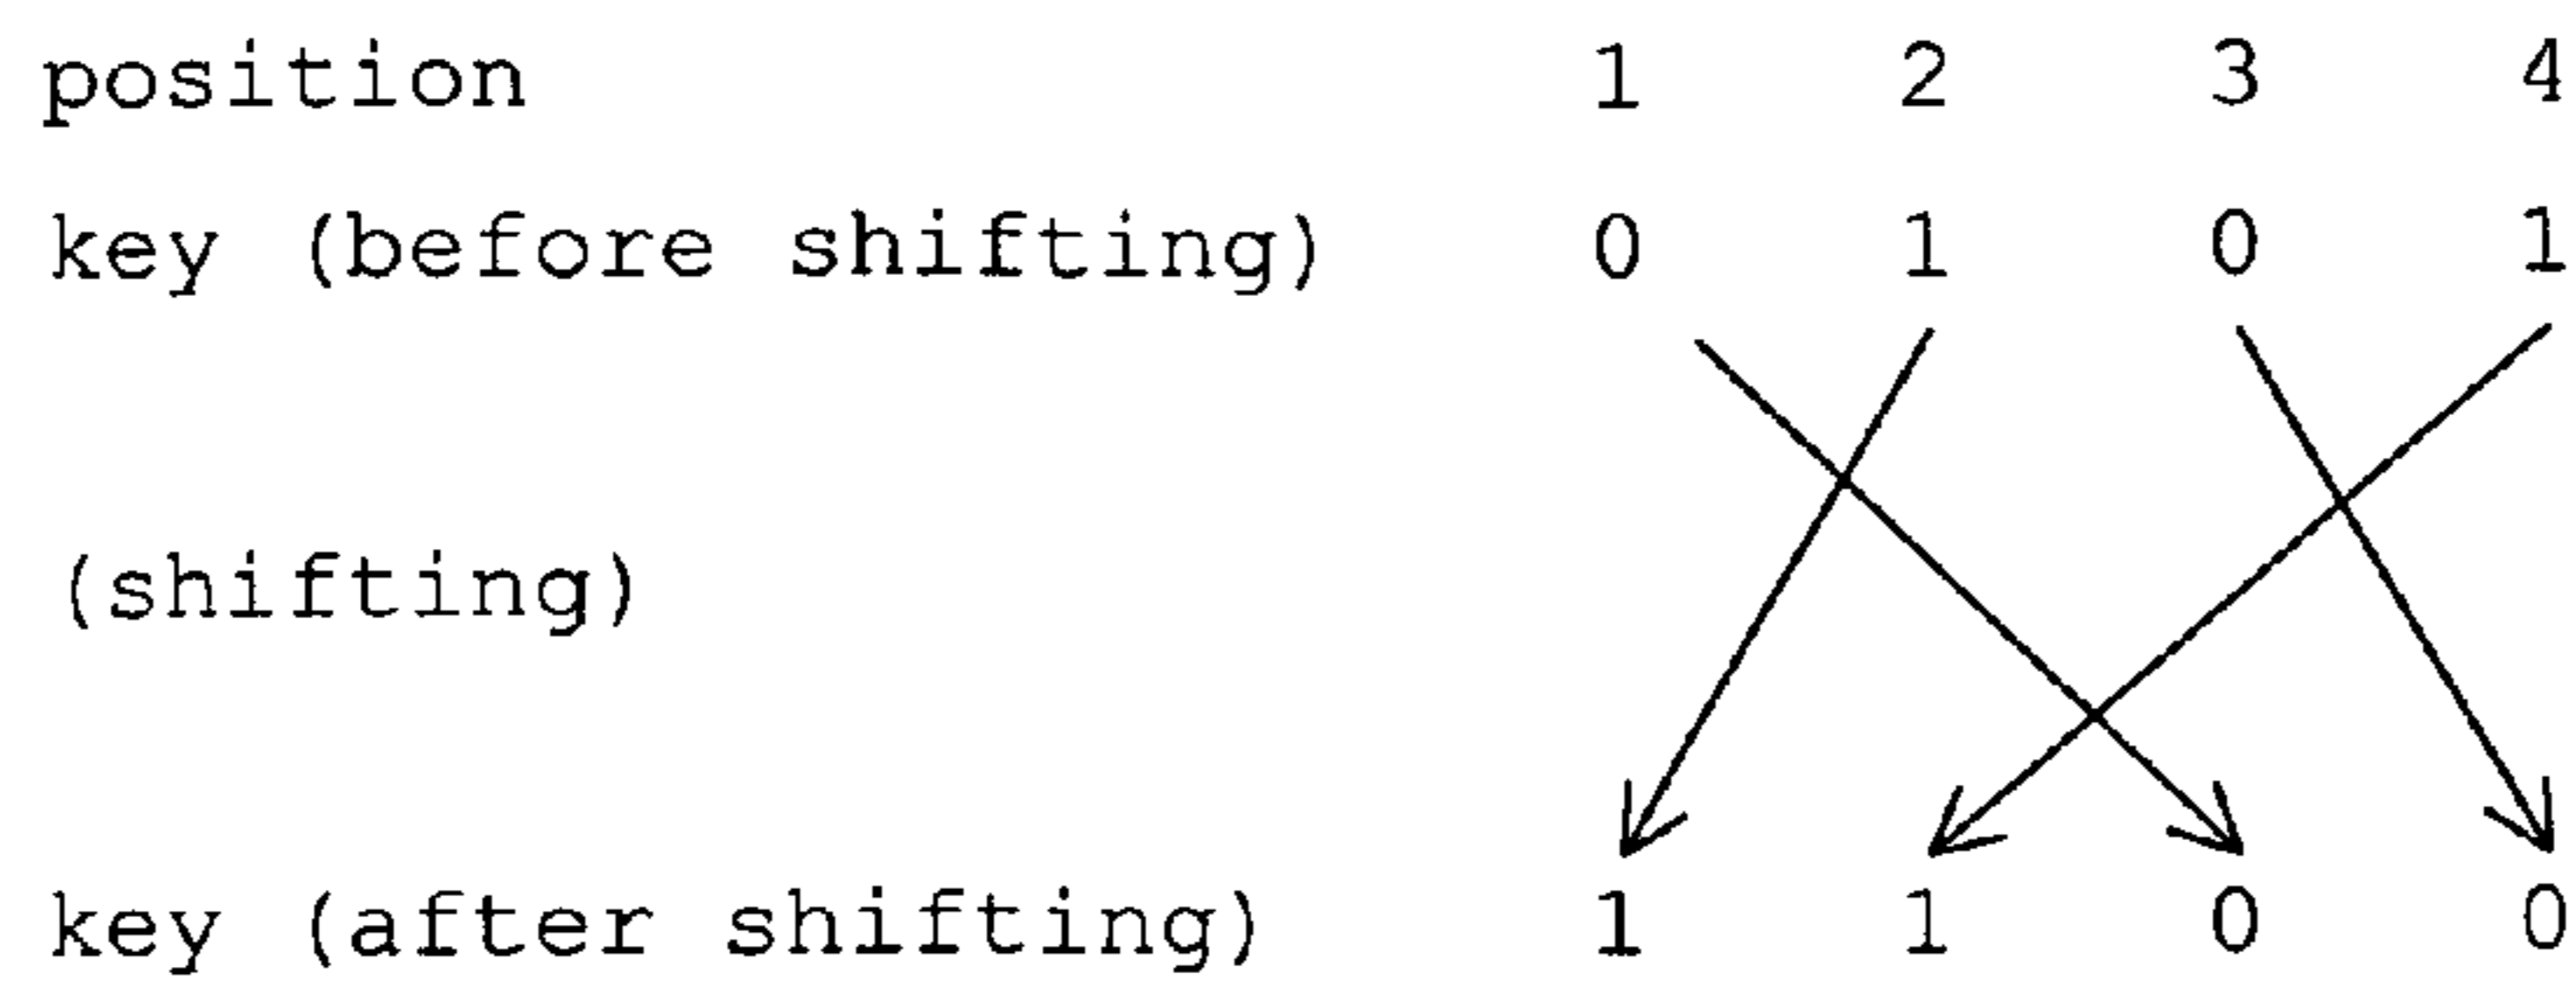 position 1 2 3 4
key (before shifting) 0 1 0 1
(shifting)
key (after shifting) 1 1 0 0